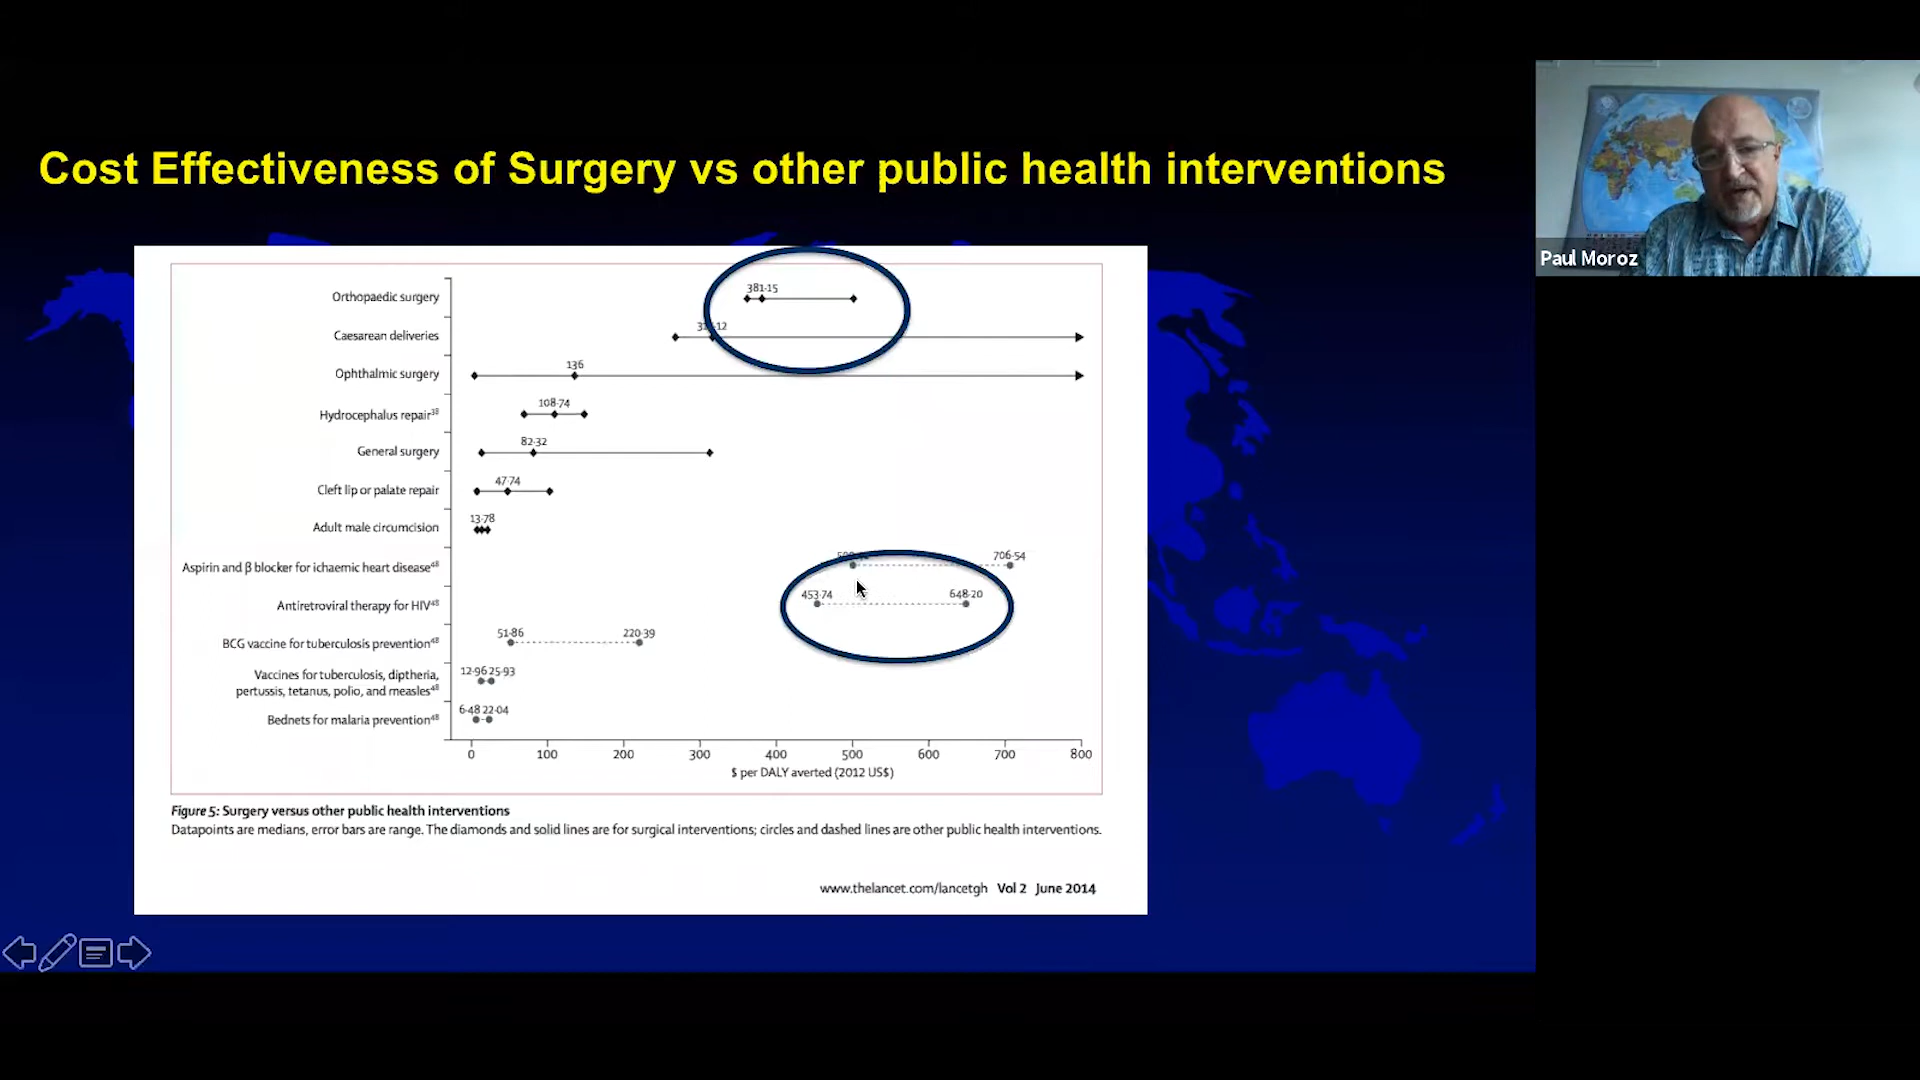 Cost Effectiveness of Surgery vs other public health interventions
Paul Moroz
Orthopaedic surgery
381·15
Caesarean deliveries
Ophthalmic surgery
136
Hydrocephalus repair³⁸
108·74
General surgery
82·32
Cleft lip or palate repair
47·74
Adult male circumcision
13·78
Aspirin and β blocker for ichaemic heart disease⁴⁸
706·54
Antiretroviral therapy for HIV⁴⁸
453·74 648·20
BCG vaccine for tuberculosis prevention⁴⁸
51·86 220·39
Vaccines for tuberculosis, diptheria,
pertussis, tetanus, polio, and measles⁴⁸
12·96 25·93
Bednets for malaria prevention⁴⁸
6·48 22·04
0 100 200 300 400 500 600 700 800
$ per DALY averted (2012 US$)
Figure 5: Surgery versus other public health interventions
Datapoints are medians, error bars are range. The diamonds and solid lines are for surgical interventions; circles and dashed lines are other public health interventions.
www.thelancet.com/lancetgh Vol 2 June 2014